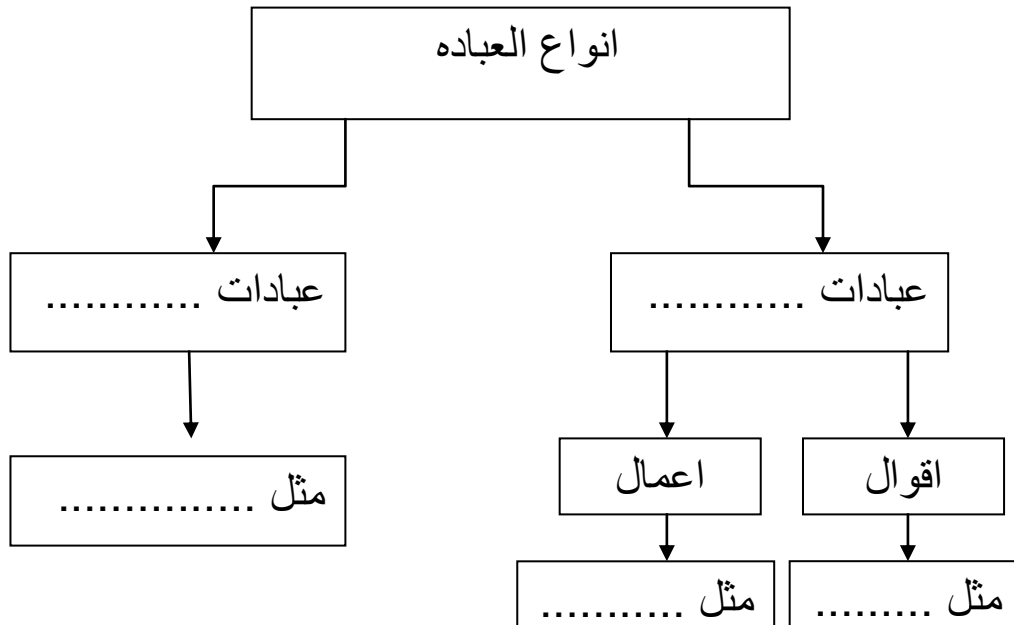 انواع العباده
عبادات ............
عبادات ............
اقوال
اعمال
مثل ...............
مثل .........
مثل ...........